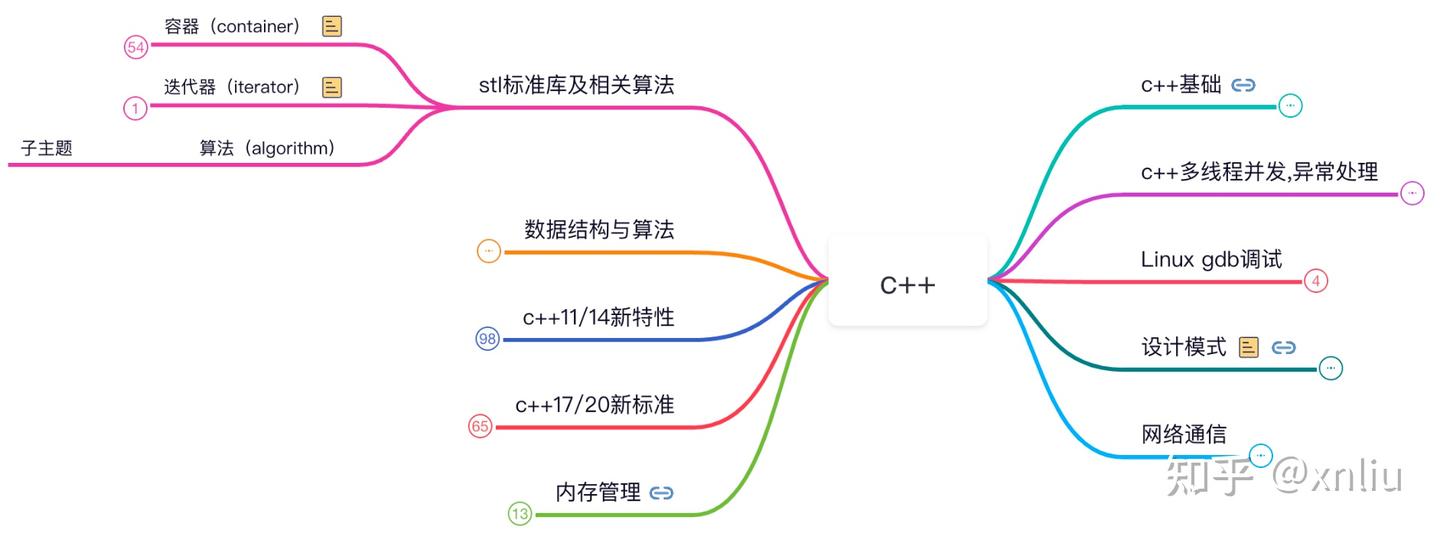 容器（container）
54
迭代器（iterator）
1
子主题
算法（algorithm）
stl标准库及相关算法
数据结构与算法
c++11/14新特性
98
c++17/20新标准
65
内存管理
13
c++
c++基础
c++多线程并发,异常处理
Linux gdb调试
4
设计模式
网络通信
知乎 @xnliu